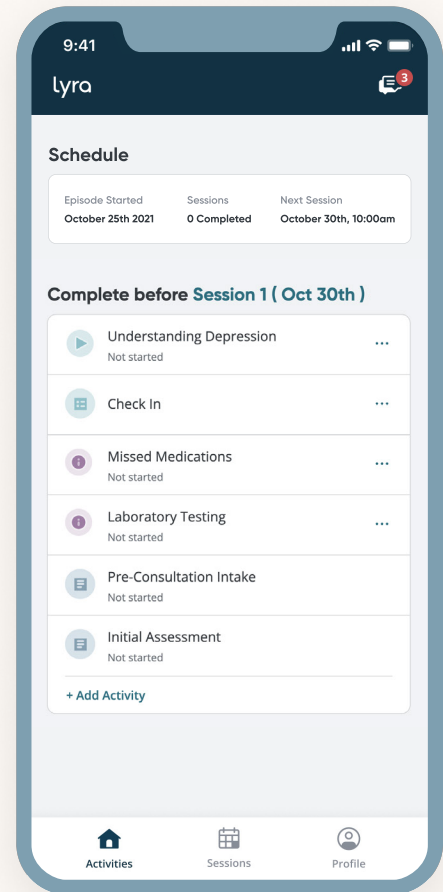 9:41
lyra
3
Schedule
Episode Started Sessions Next Session
October 25th 2021 0 Completed October 30th, 10:00am
Complete before Session 1 ( Oct 30th )
Understanding Depression
Not started
Check In
Missed Medications
Not started
Laboratory Testing
Not started
Pre-Consultation Intake
Not started
Initial Assessment
Not started
+ Add Activity
Activities Sessions Profile